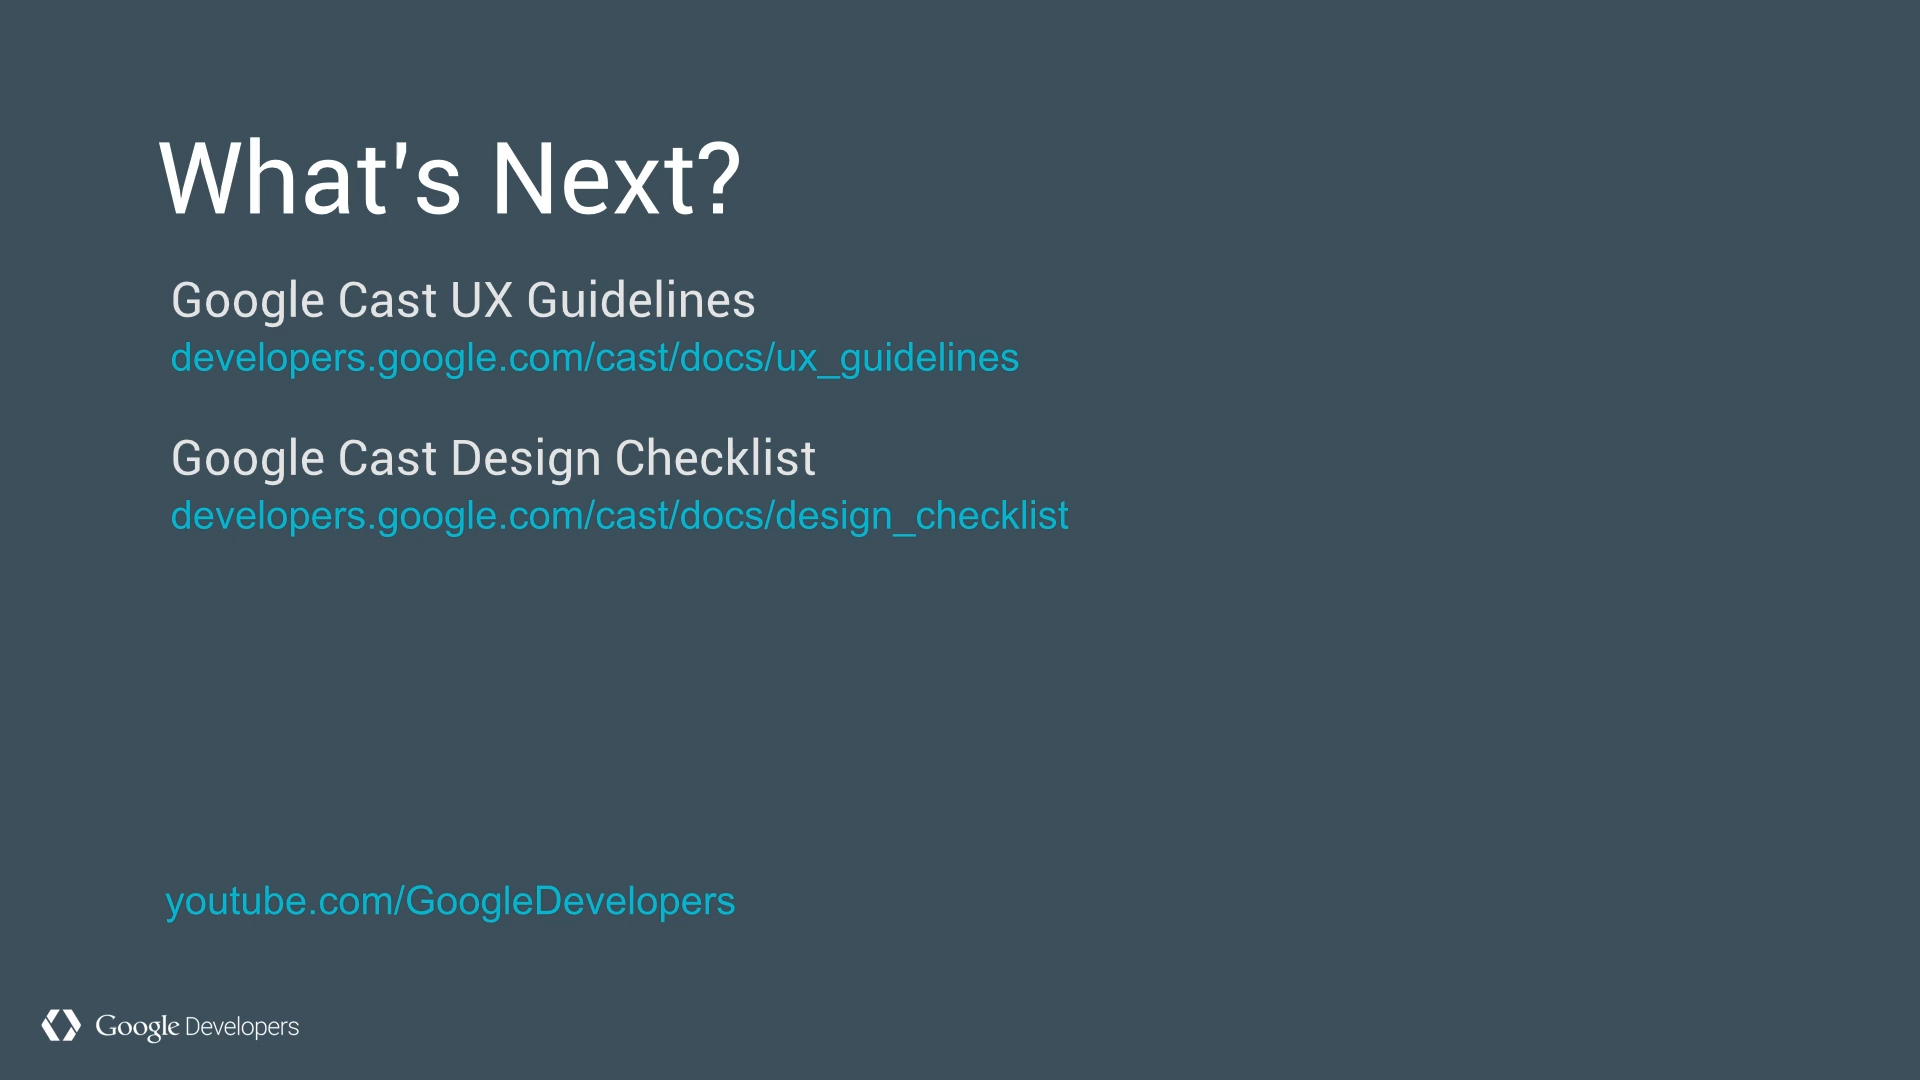 What's Next?
Google Cast UX Guidelines
developers.google.com/cast/docs/ux_guidelines
Google Cast Design Checklist
developers.google.com/cast/docs/design_checklist
youtube.com/GoogleDevelopers
Google Developers